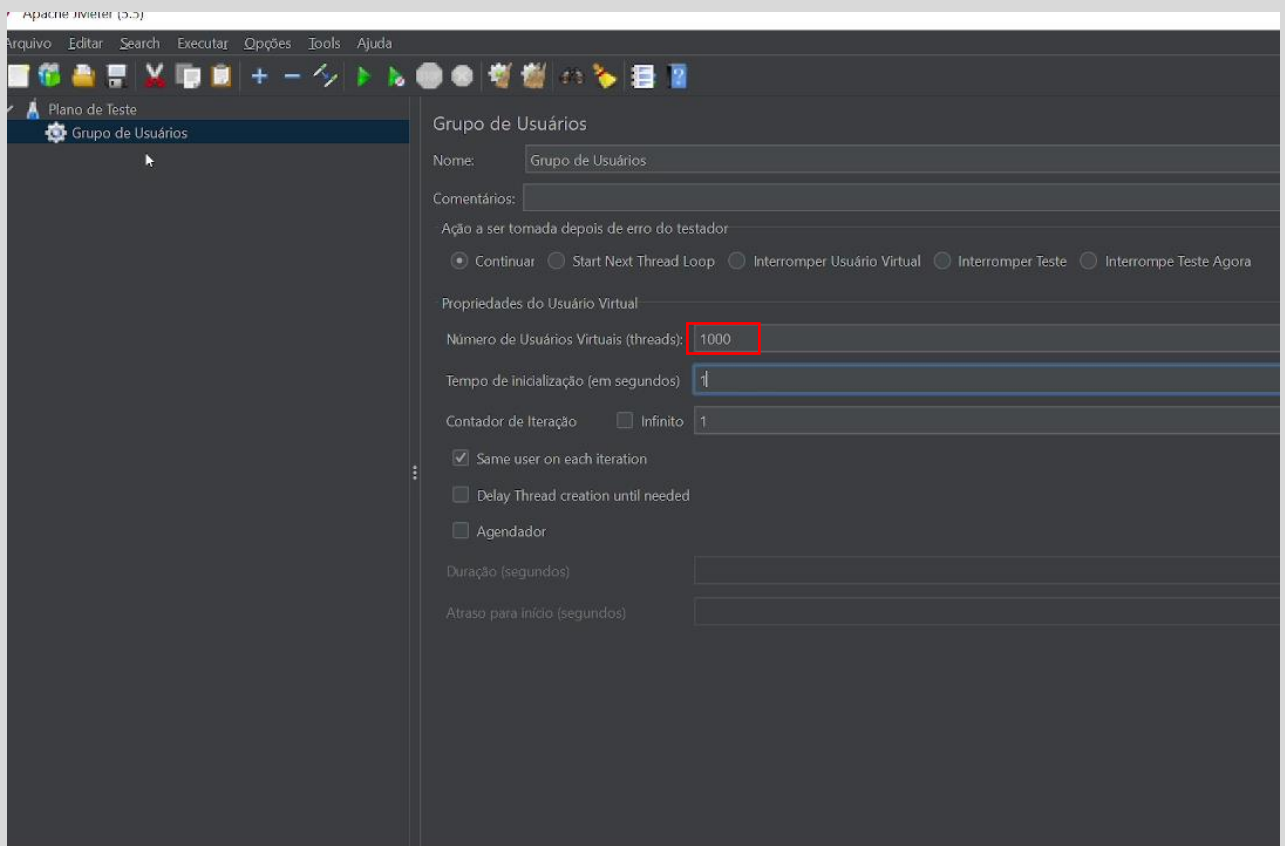 Apache JMeter (5.5)
Arquivo Editar Search Executar Opções Tools Ajuda
Plano de Teste
Grupo de Usuários
Grupo de Usuários
Nome: Grupo de Usuários
Comentários:
Ação a ser tomada depois de erro do testador
Continuar Start Next Thread Loop Interromper Usuário Virtual Interromper Teste Interrompe Teste Agora
Propriedades do Usuário Virtual
Número de Usuários Virtuais (threads): 1000
Tempo de inicialização (em segundos) 1
Contador de Iteração Infinito 1
Same user on each iteration
Delay Thread creation until needed
Agendador
Duração (segundos)
Atraso para início (segundos)